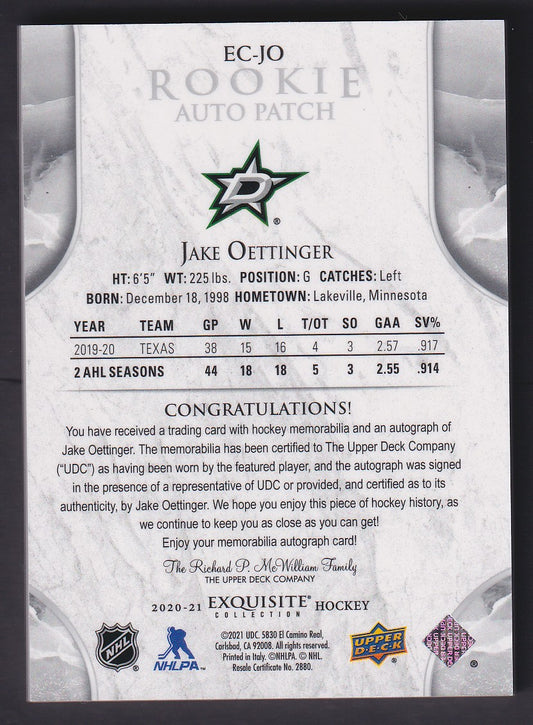 EC-JO
ROOKIE
AUTO PATCH
D
®
JAKE OETTINGER
HT: 6'5" WT: 225 lbs. POSITION: G CATCHES: Left
BORN: December 18, 1998 HOMETOWN: Lakeville, Minnesota
YEAR TEAM GP W L T/OT SO GAA SV%
2019-20 TEXAS 38 15 16 4 3 2.57 .917
2 AHL SEASONS 44 18 18 5 3 2.55 .914
CONGRATULATIONS!
You have received a trading card with hockey memorabilia and an autograph of
Jake Oettinger. The memorabilia has been certified to The Upper Deck Company
("UDC") as having been worn by the featured player, and the autograph was signed
in the presence of a representative of UDC or provided, and certified as to its
authenticity, by Jake Oettinger. We hope you enjoy this piece of hockey history, as
we continue to keep you as close as you can get!
Enjoy your memorabilia autograph card!
The Richard P. McWilliam Family
THE UPPER DECK COMPANY
2020-21 EXQUISITE® HOCKEY
COLLECTION
NHL
®
NHLPA®
©2021 UDC. 5830 El Camino Real,
Carlsbad, CA 92008. All rights reserved.
Printed in Italy. ©NHLPA. © NHL.
Resale Certificate No. 2880.
UPPER
DECK
®
®